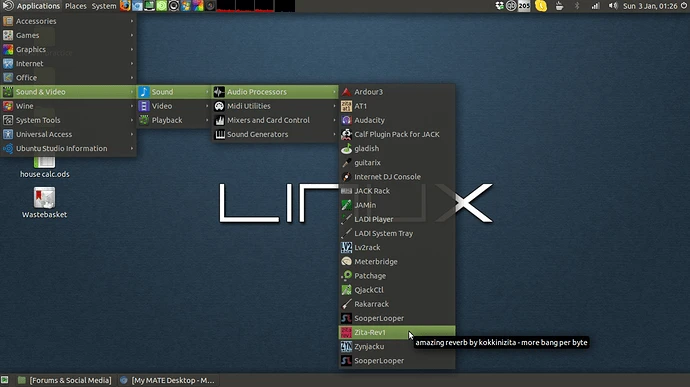 Applications Places System
205
Sun 3 Jan, 01:26
Accessories
Games
Graphics
Internet
Office
Sound & Video
Wine
System Tools
Universal Access
Ubuntu Studio Information
Sound
Video
Playback
Audio Processors
Midi Utilities
Mixers and Card Control
Sound Generators
Ardour3
AT1
Audacity
Calf Plugin Pack for JACK
gladish
guitarix
Internet DJ Console
JACK Rack
JAMin
LADI Player
LADI System Tray
Lv2rack
Meterbridge
Patchage
QjackCtl
Rakarrack
SooperLooper
Zita-Rev1
Zynjacku
SooperLooper
amazing reverb by kokkinizita - more bang per byte
house calc.ods
Wastebasket
LINUX
[Forums & Social Media]
[My MATE Desktop - M...